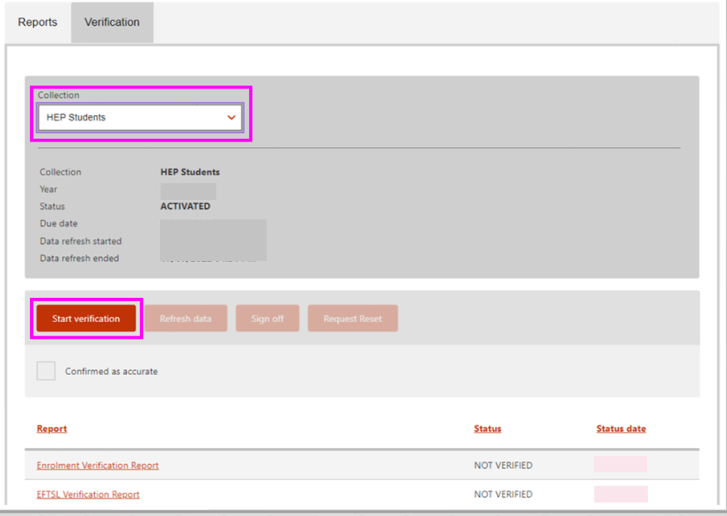 Reports Verification
Collection
HEP Students
Collection HEP Students
Year
Status ACTIVATED
Due date
Data refresh started
Data refresh ended
Start verification Refresh data Sign off Request Reset
Confirmed as accurate
Report Status Status date
Enrolment Verification Report NOT VERIFIED
EFTSL Verification Report NOT VERIFIED